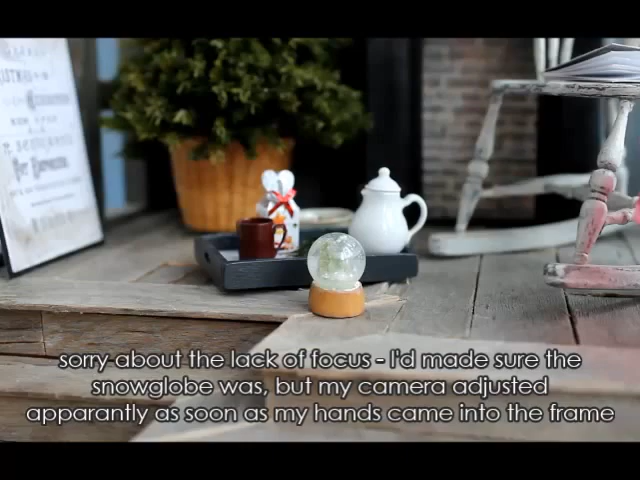 sorry about the lack of focus - I'd made sure the
snowglobe was, but my camera adjusted
apparantly as soon as my hands came into the frame